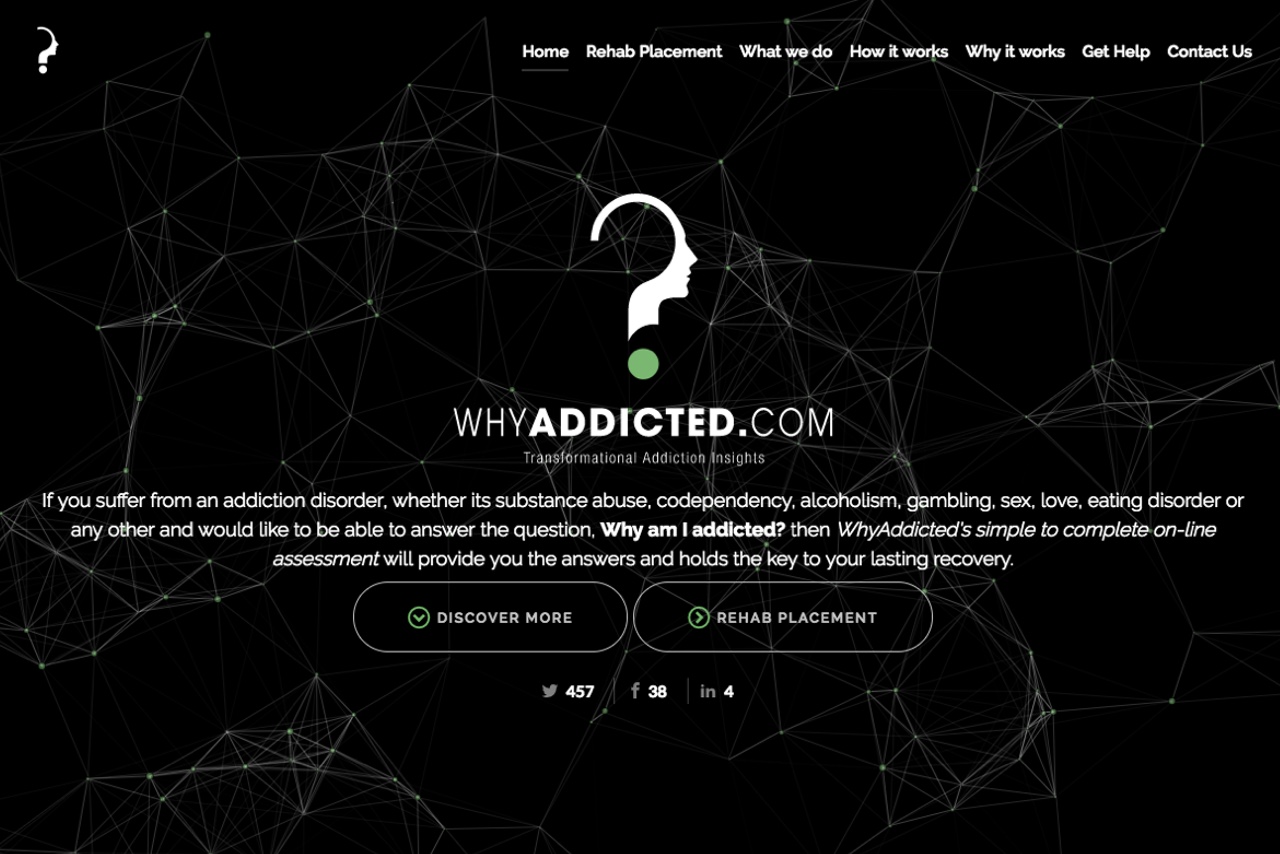 Home Rehab Placement What we do How it works Why it works Get Help Contact Us
WHYADDICTED.COM
Transformational Addiction Insights
If you suffer from an addiction disorder, whether its substance abuse, codependency, alcoholism, gambling, sex, love, eating disorder or
any other and would like to be able to answer the question, Why am I addicted? then WhyAddicted's simple to complete on-line
assessment will provide you the answers and holds the key to your lasting recovery.
DISCOVER MORE REHAB PLACEMENT
457 38 in 4